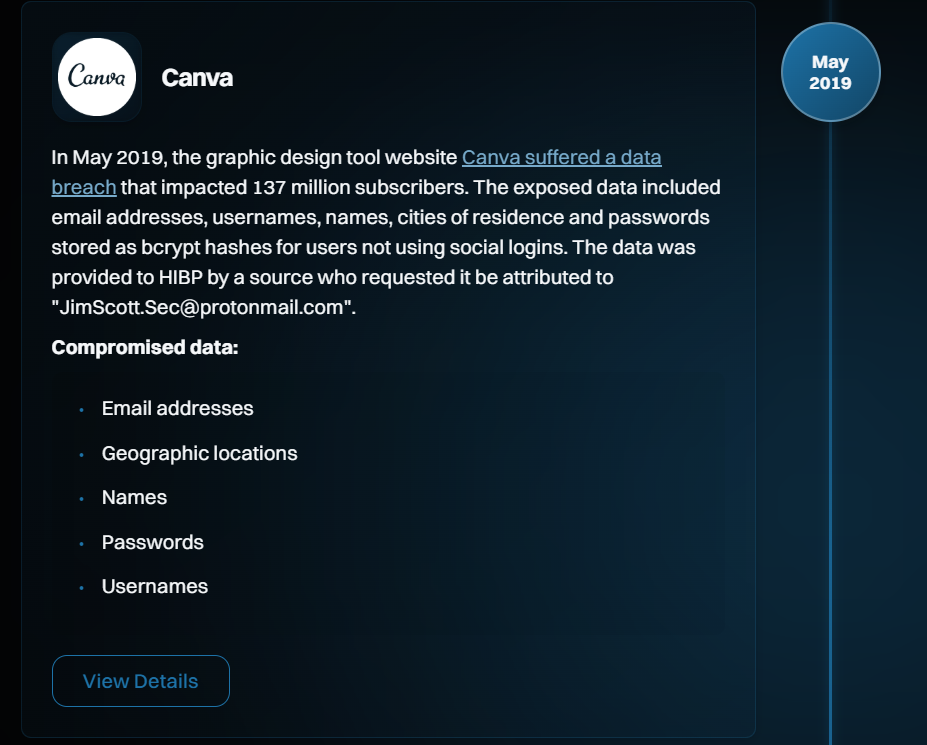 Canva
Canva
May
2019
In May 2019, the graphic design tool website Canva suffered a data
breach that impacted 137 million subscribers. The exposed data included
email addresses, usernames, names, cities of residence and passwords
stored as bcrypt hashes for users not using social logins. The data was
provided to HIBP by a source who requested it be attributed to
"JimScott.Sec@protonmail.com".
Compromised data:
• Email addresses
• Geographic locations
• Names
• Passwords
• Usernames
View Details